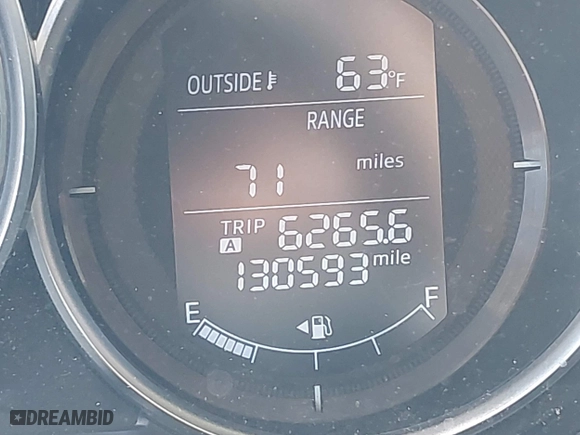 OUTSIDE 63°F
RANGE
71 miles
TRIP A 6265.6
130593 mile
E F
DREAMBID